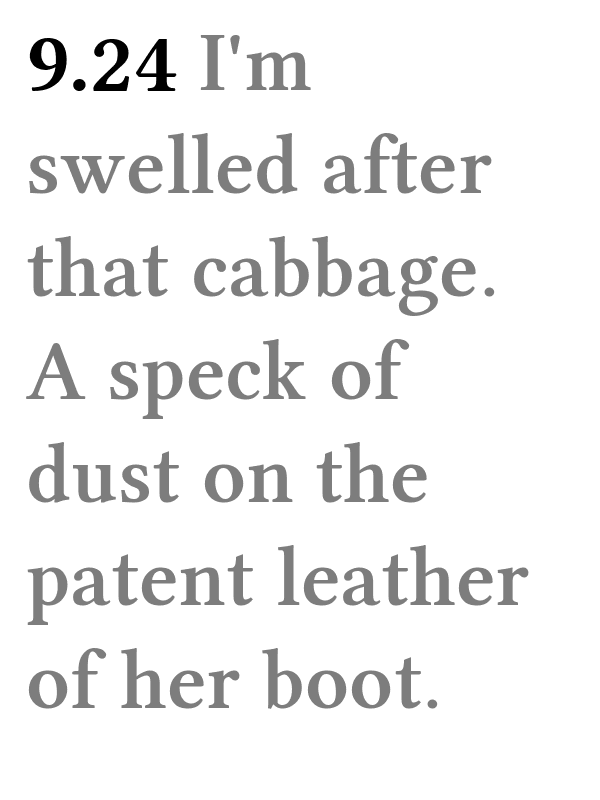 9.24 I'm
swelled after
that cabbage.
A speck of
dust on the
patent leather
of her boot.